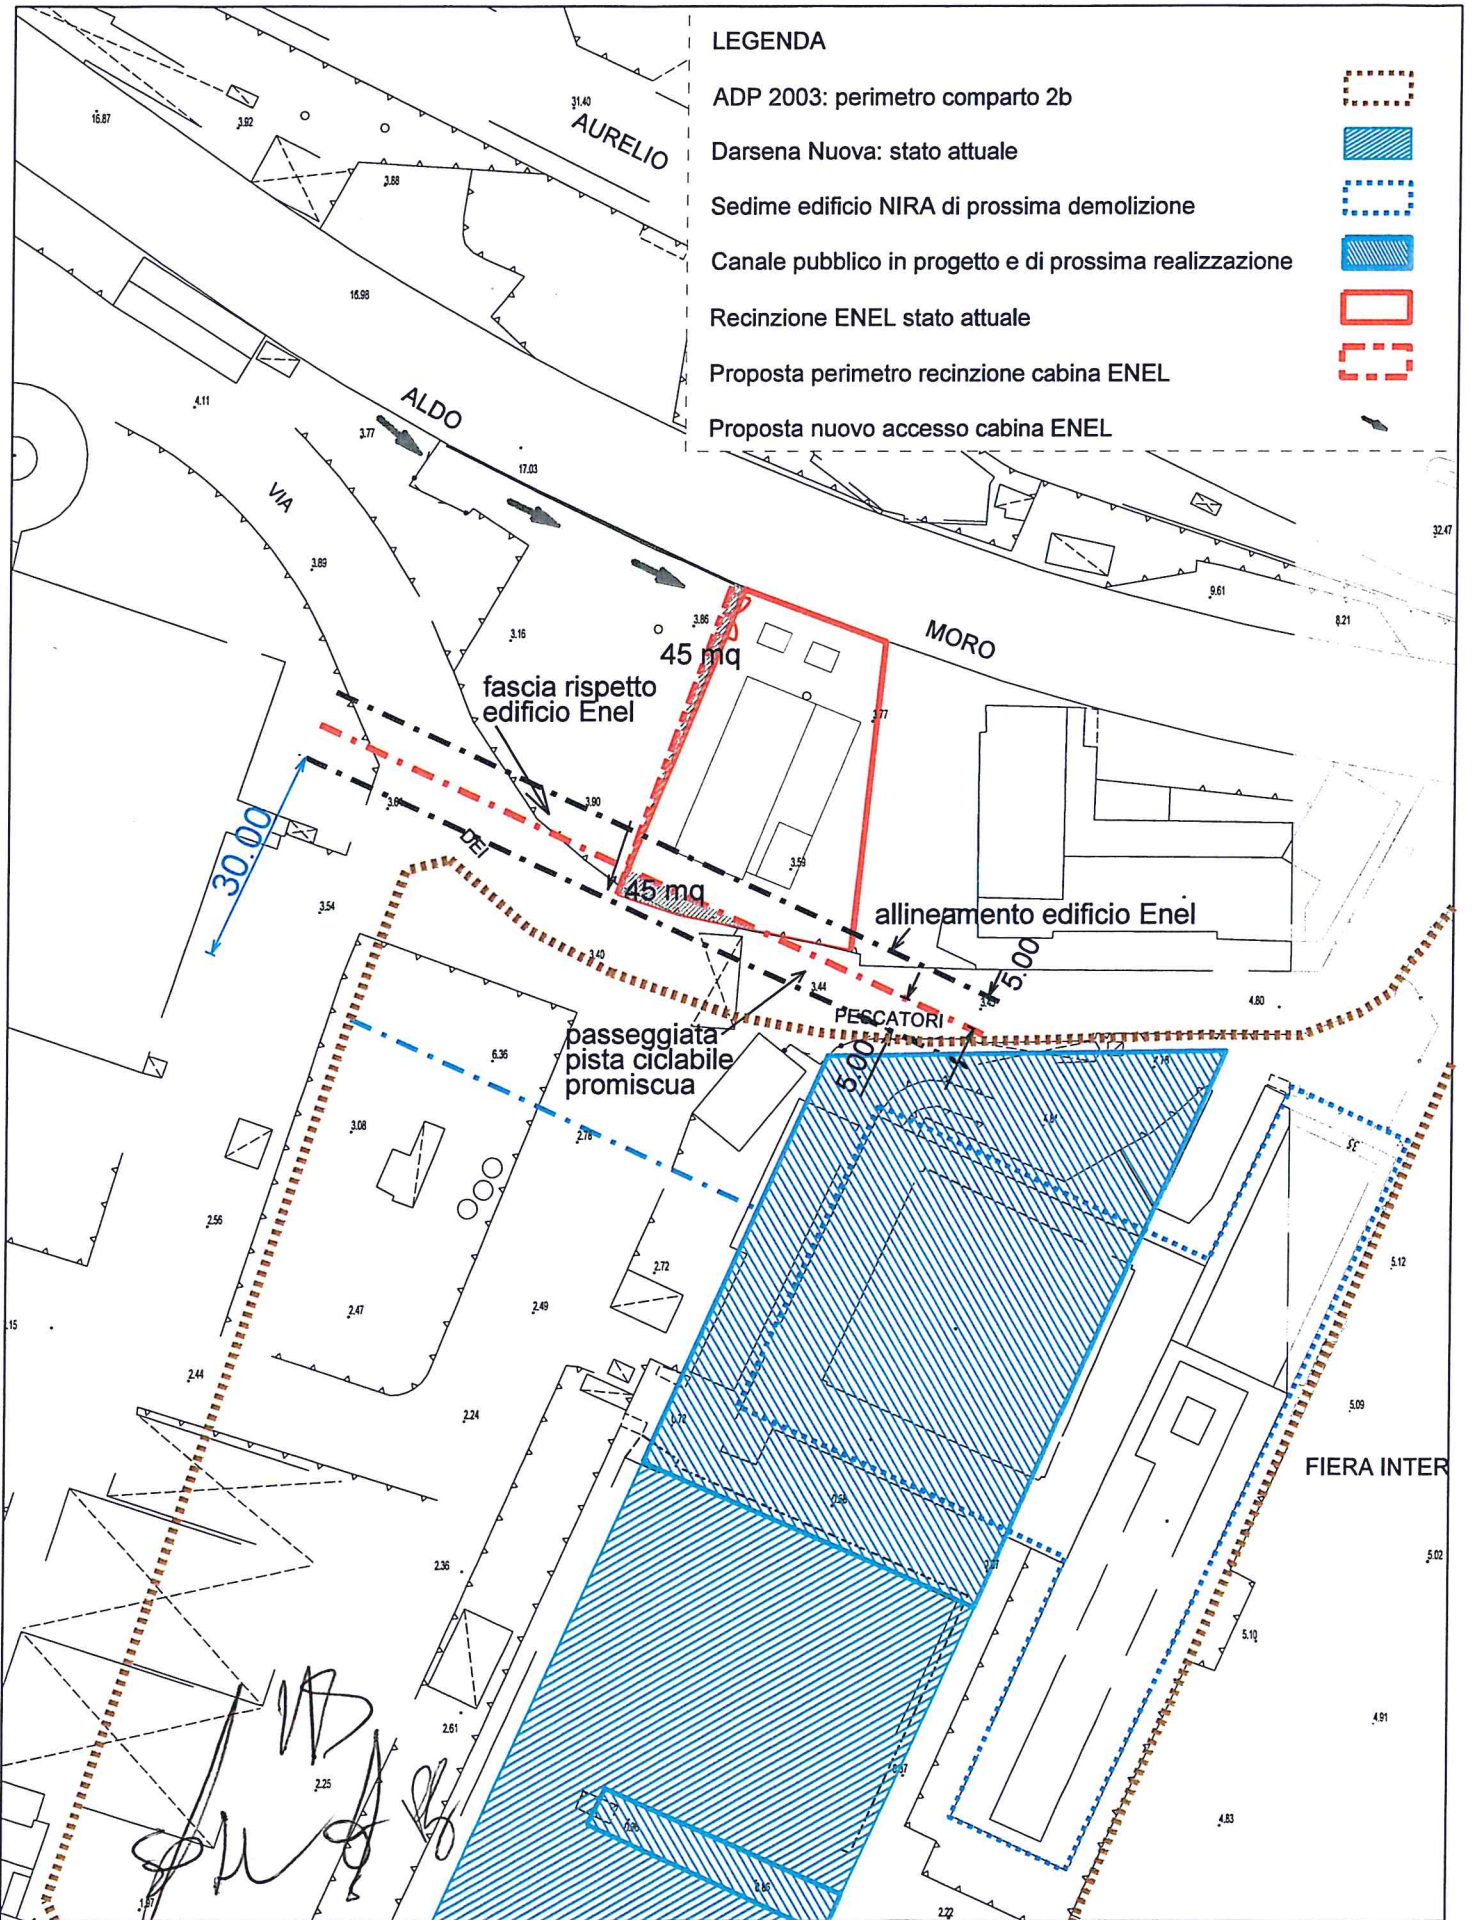 LEGENDA
ADP 2003: perimetro comparto 2b
Darsena Nuova: stato attuale
Sedime edificio NIRA di prossima demolizione
Canale pubblico in progetto e di prossima realizzazione
Recinzione ENEL stato attuale
Proposta perimetro recinzione cabina ENEL
Proposta nuovo accesso cabina ENEL
31.40
16.87
3.92
AURELIO
3.88
16.98
4.11
ALDO
3.77
17.03
VIA
32.47
3.89
9.61
8.21
3.86
3.16
MORO
45 mq
fascia rispetto
edificio Enel
3.77
3.90
30.00
DEI
3.59
45 mq
3.54
allineamento edificio Enel
3.40
5.00
3.44
4.80
PESCATORI
passeggiata
pista ciclabile
promiscua
6.36
5.00
3.08
2.78
2.56
5.12
2.72
2.47
2.49
.15
2.44
5.09
2.24
0.72
FIERA INTER
0.58
5.02
2.36
5.10
2.61
4.91
2.25
4.83
1.97
2.22